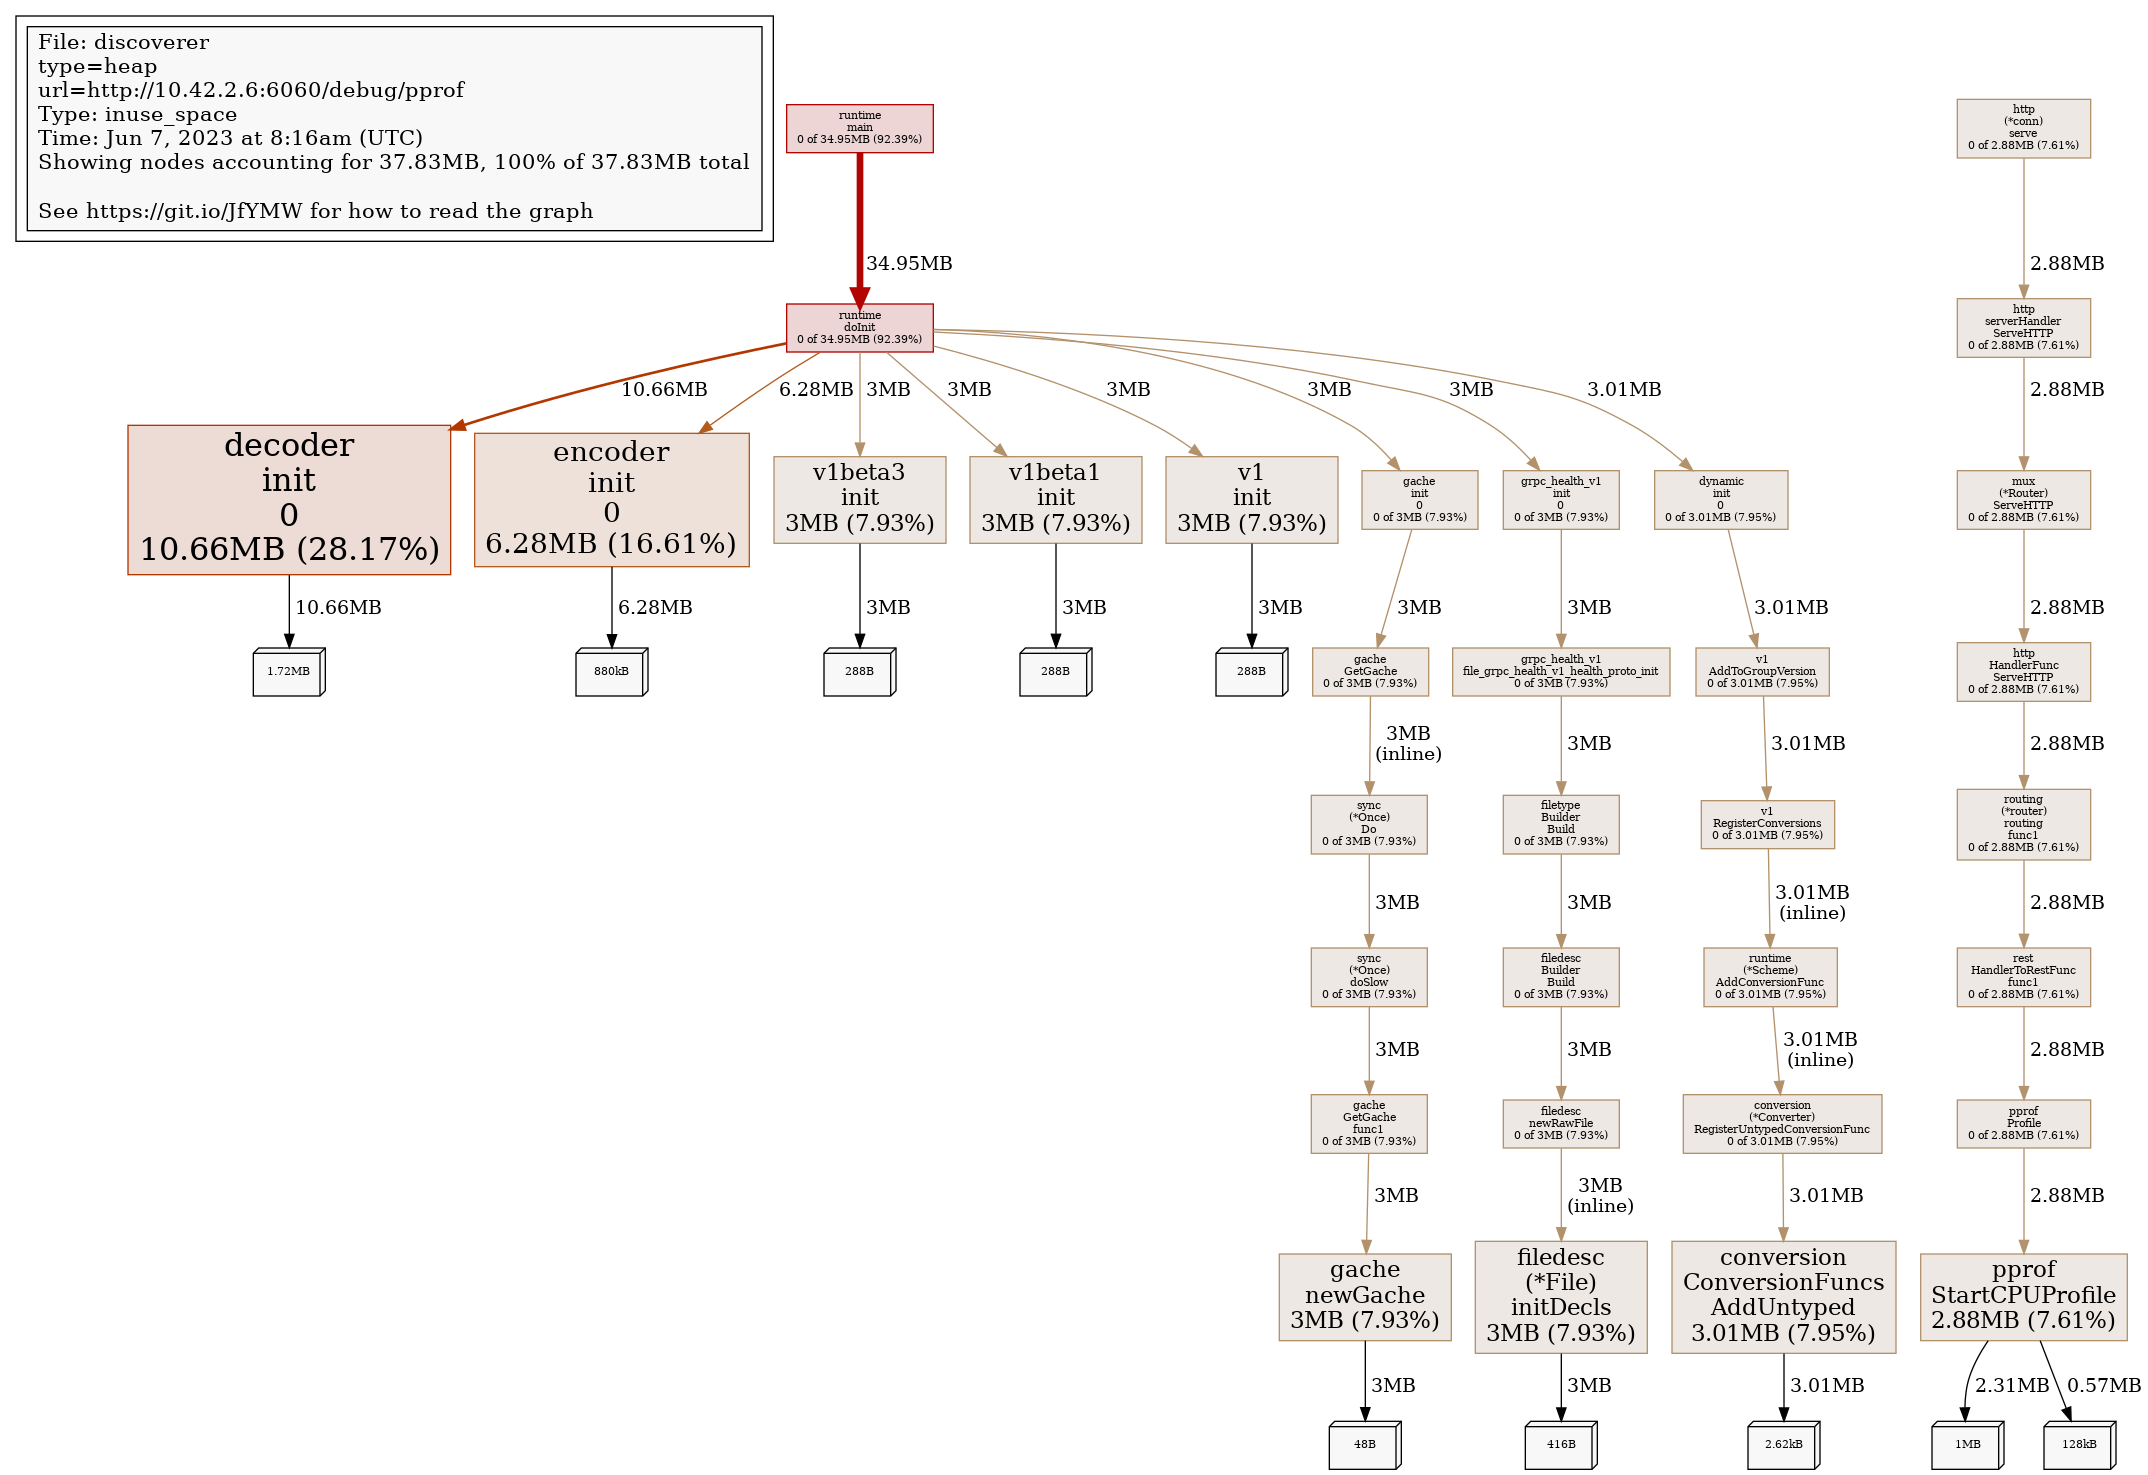 File: discoverer
type=heap
url=http://10.42.2.6:6060/debug/pprof
Type: inuse_space
Time: Jun 7, 2023 at 8:16am (UTC)
Showing nodes accounting for 37.83MB, 100% of 37.83MB total
See https://git.io/JfYMW for how to read the graph
runtime
main
0 of 34.95MB (92.39%)
http
(*conn)
serve
0 of 2.88MB (7.61%)
34.95MB
2.88MB
runtime
doInit
0 of 34.95MB (92.39%)
http
serverHandler
ServeHTTP
0 of 2.88MB (7.61%)
10.66MB
6.28MB
3MB
3MB
3MB
3MB
3MB
3.01MB
2.88MB
decoder
init
0
10.66MB (28.17%)
encoder
init
0
6.28MB (16.61%)
v1beta3
init
3MB (7.93%)
v1beta1
init
3MB (7.93%)
v1
init
3MB (7.93%)
gache
init
0
0 of 3MB (7.93%)
grpc_health_v1
init
0
0 of 3MB (7.93%)
dynamic
init
0
0 of 3.01MB (7.95%)
mux
(*Router)
ServeHTTP
0 of 2.88MB (7.61%)
10.66MB
6.28MB
3MB
3MB
3MB
3MB
3MB
3.01MB
2.88MB
1.72MB
880kB
288B
288B
288B
gache
GetGache
0 of 3MB (7.93%)
grpc_health_v1
file_grpc_health_v1_health_proto_init
0 of 3MB (7.93%)
v1
AddToGroupVersion
0 of 3.01MB (7.95%)
http
HandlerFunc
ServeHTTP
0 of 2.88MB (7.61%)
3MB
(inline)
3MB
3.01MB
2.88MB
sync
(*Once)
Do
0 of 3MB (7.93%)
filetype
Builder
Build
0 of 3MB (7.93%)
v1
RegisterConversions
0 of 3.01MB (7.95%)
routing
(*router)
routing
func1
0 of 2.88MB (7.61%)
3MB
3MB
3.01MB
(inline)
2.88MB
sync
(*Once)
doSlow
0 of 3MB (7.93%)
filedesc
Builder
Build
0 of 3MB (7.93%)
runtime
(*Scheme)
AddConversionFunc
0 of 3.01MB (7.95%)
rest
HandlerToRestFunc
func1
0 of 2.88MB (7.61%)
3MB
3MB
3.01MB
(inline)
2.88MB
gache
GetGache
func1
0 of 3MB (7.93%)
filedesc
newRawFile
0 of 3MB (7.93%)
conversion
(*Converter)
RegisterUntypedConversionFunc
0 of 3.01MB (7.95%)
pprof
Profile
0 of 2.88MB (7.61%)
3MB
3MB
(inline)
3.01MB
2.88MB
gache
newGache
3MB (7.93%)
filedesc
(*File)
initDecls
3MB (7.93%)
conversion
ConversionFuncs
AddUntyped
3.01MB (7.95%)
pprof
StartCPUProfile
2.88MB (7.61%)
3MB
3MB
3.01MB
2.31MB
0.57MB
48B
416B
2.62kB
1MB
128kB